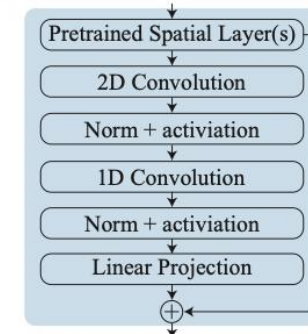 Pretrained Spatial Layer(s)
2D Convolution
Norm + activiation
1D Convolution
Norm + activiation
Linear Projection